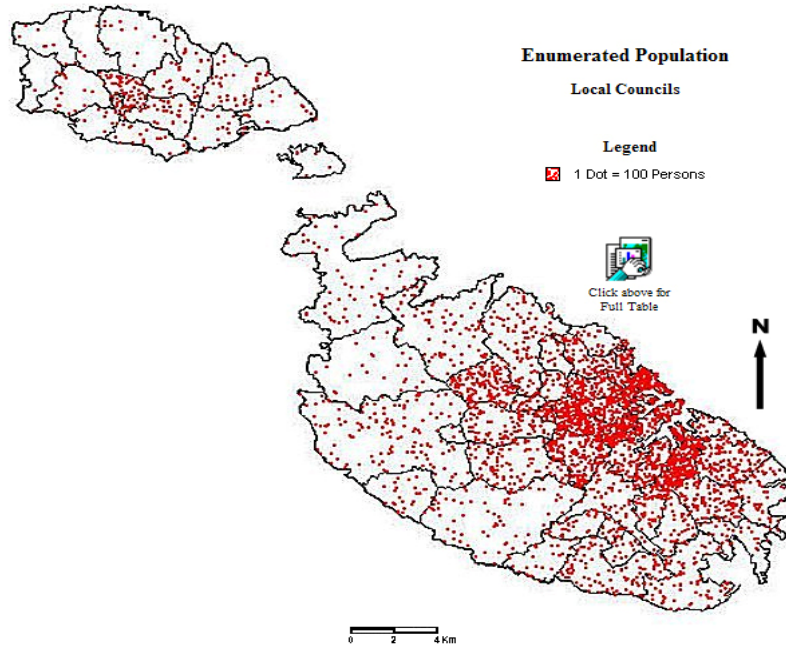 Enumerated Population
Local Councils
Legend
1 Dot = 100 Persons
Click above for
Full Table
N
0 2 4 Km